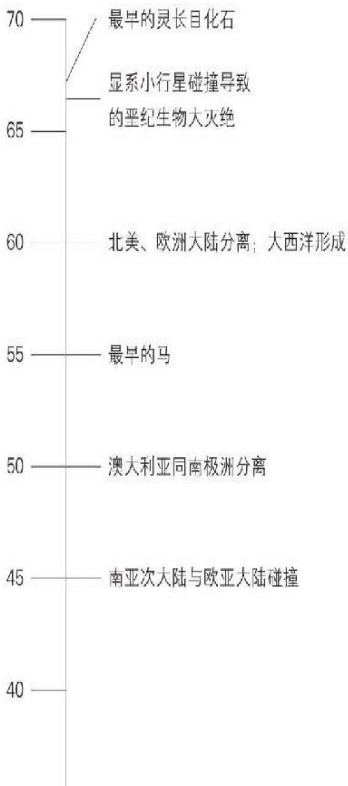 70
最早的灵长目化石
显系小行星碰撞导致
的垩纪生物大灭绝
65
60
北美、欧洲大陆分离；大西洋形成
55
最早的马
50
澳大利亚同南极洲分离
45
南亚次大陆与欧亚大陆碰撞
40